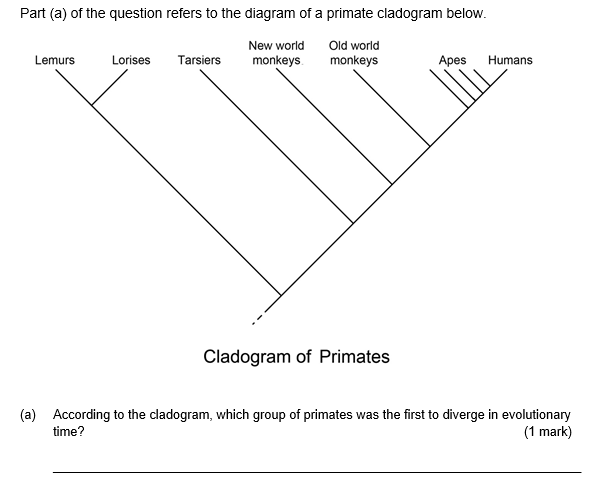 Part (a) of the question refers to the diagram of a primate cladogram below.
Lemurs
Lorises
Tarsiers
New world
monkeys
Old world
monkeys
Apes
Humans
Cladogram of Primates
(a) According to the cladogram, which group of primates was the first to diverge in evolutionary
time? (1 mark)